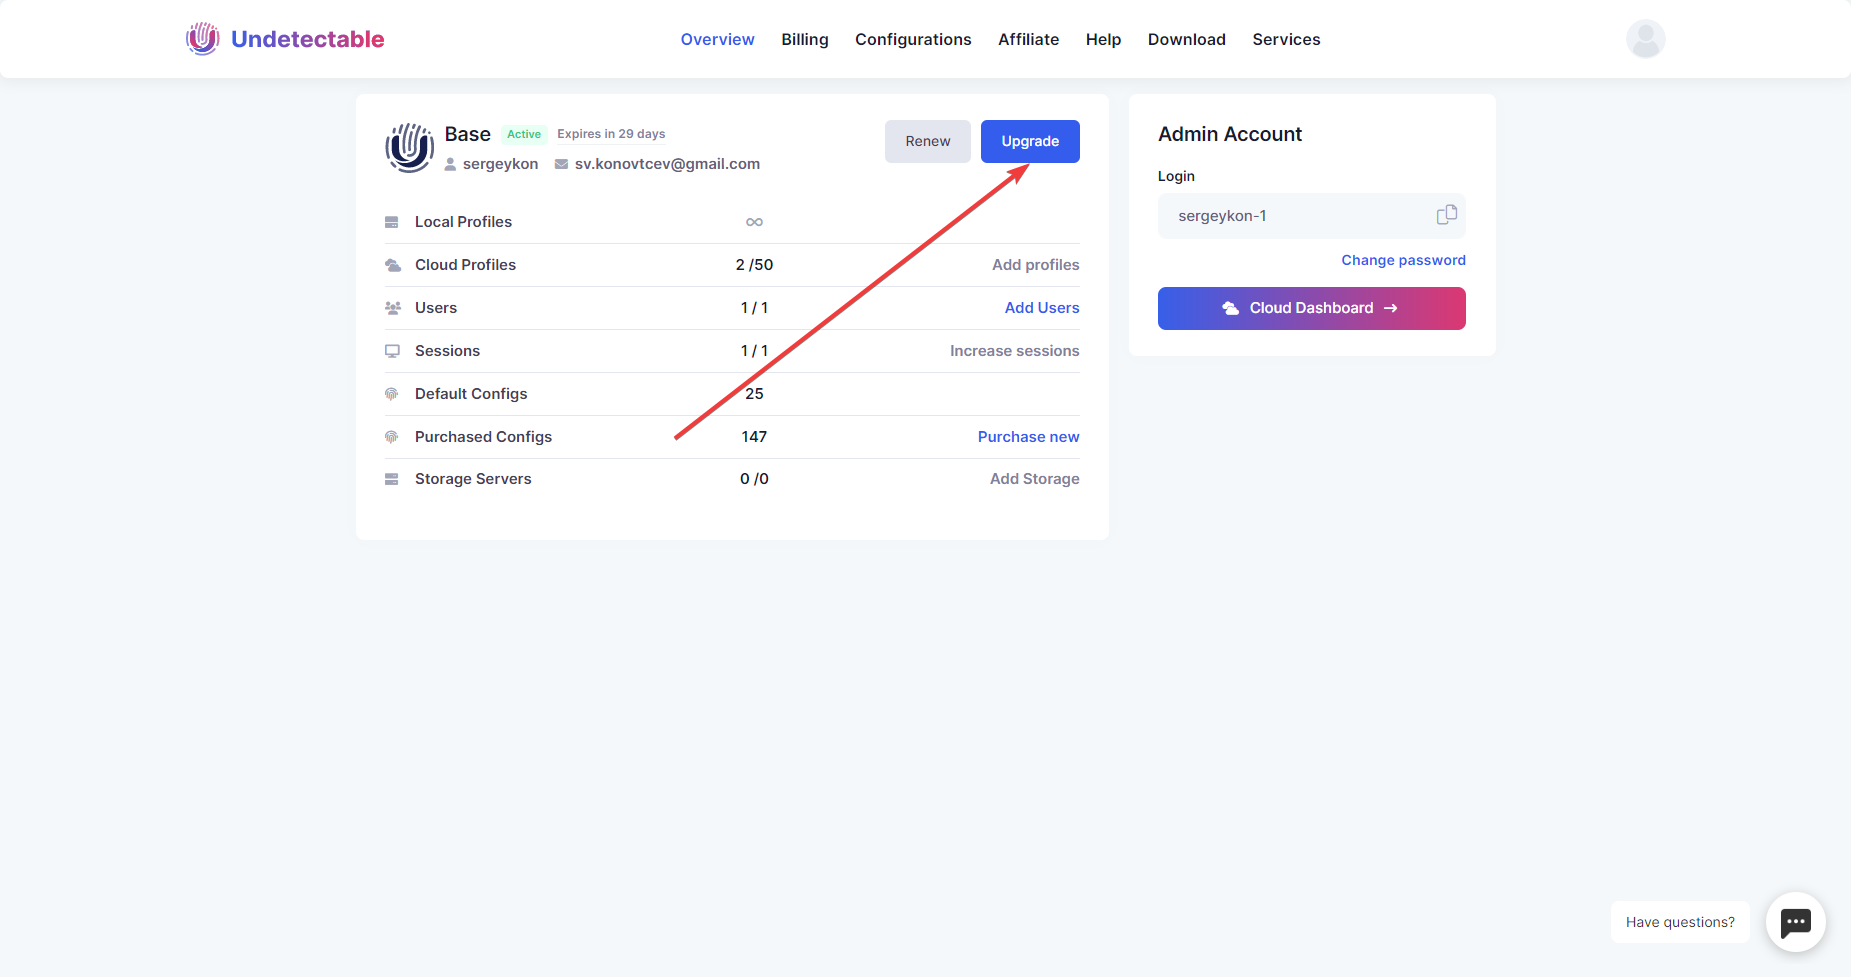 Undetectable
Overview Billing Configurations Affiliate Help Download Services
Base Active Expires in 29 days
sergeykon sv.konovtcev@gmail.com
Renew Upgrade
Local Profiles ∞
Cloud Profiles 2 /50 Add profiles
Users 1 / 1 Add Users
Sessions 1 / 1 Increase sessions
Default Configs 25
Purchased Configs 147 Purchase new
Storage Servers 0 /0 Add Storage
Admin Account
Login
sergeykon-1
Change password
Cloud Dashboard →
Have questions?